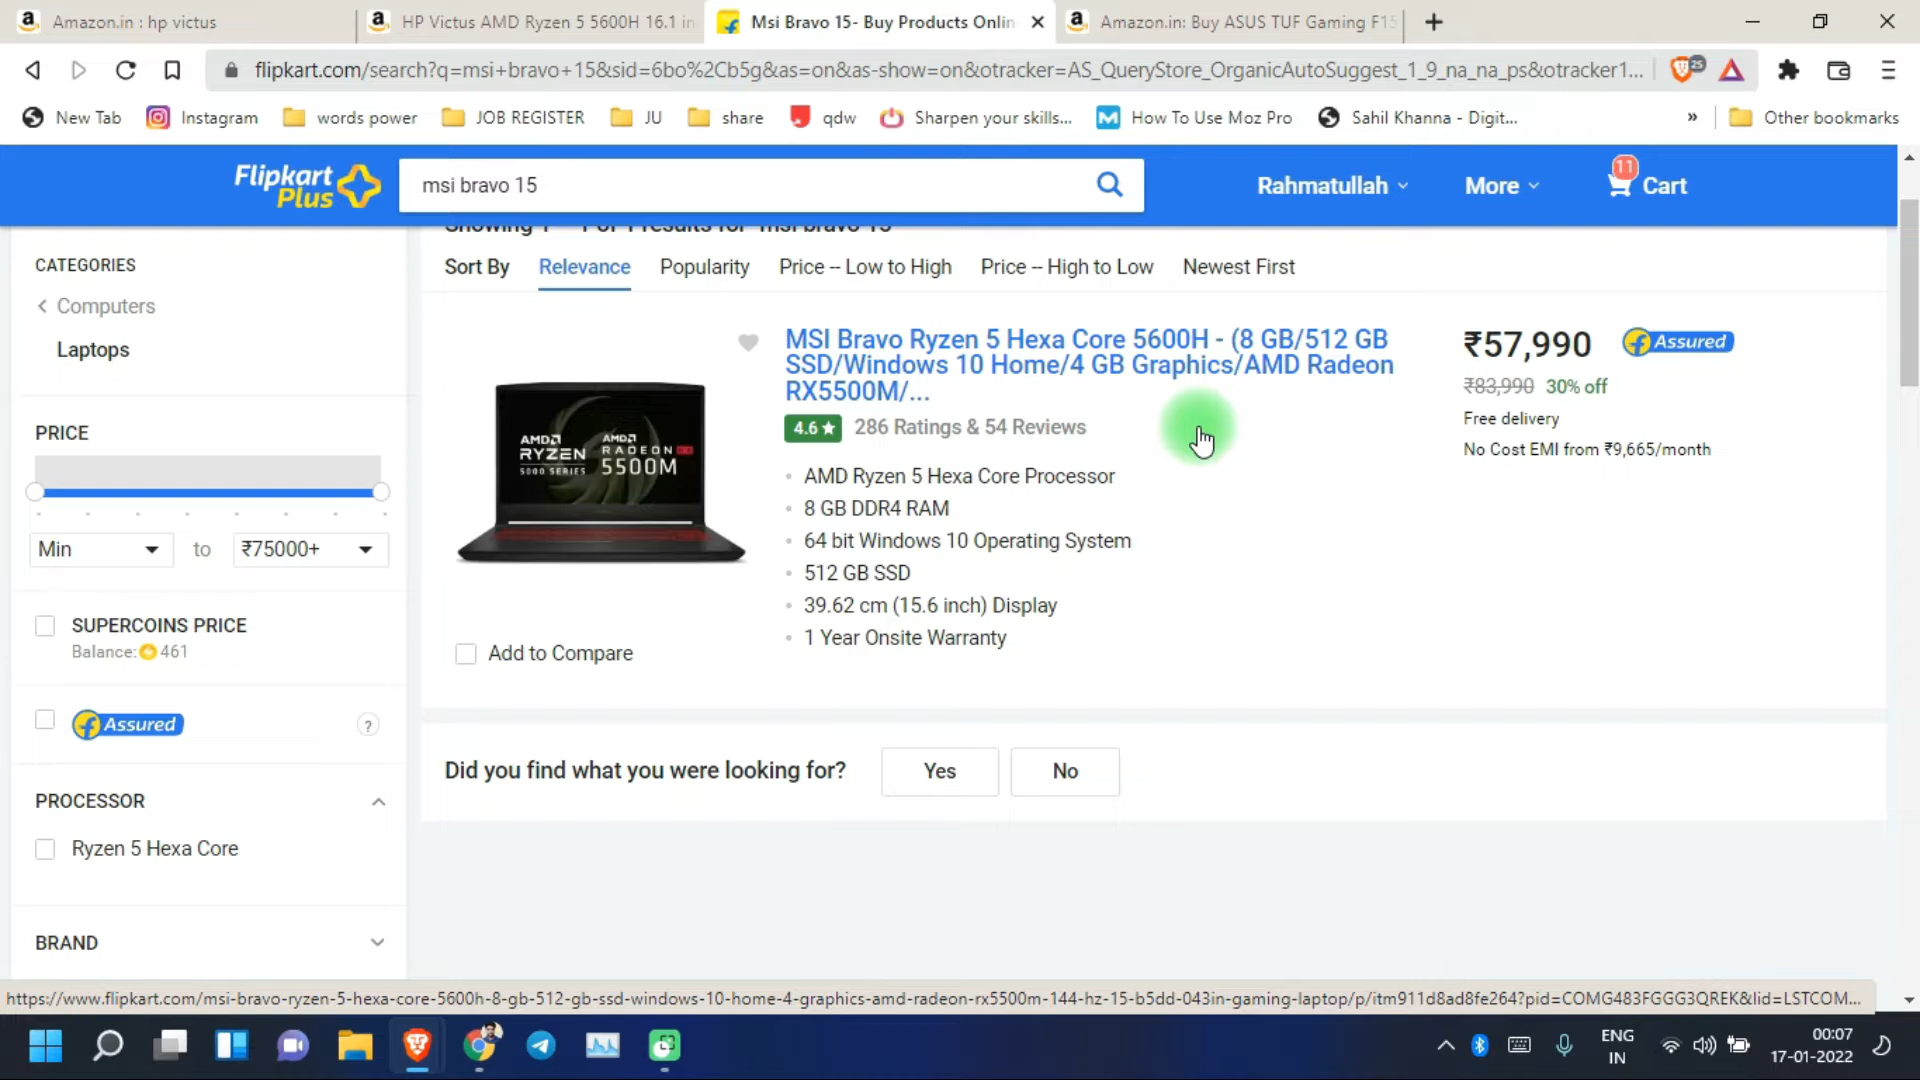 Amazon.in : hp victus
HP Victus AMD Ryzen 5 5600H 16.1 in
Msi Bravo 15- Buy Products Onlin
Amazon.in: Buy ASUS TUF Gaming F15
flipkart.com/search?q=msi+bravo+15&sid=6bo%2Cb5g&as=on&as-show=on&otracker=AS_QueryStore_OrganicAutoSuggest_1_9_na_na_ps&otracker1...
25
New Tab
Instagram
words power
JOB REGISTER
JU
share
qdw
Sharpen your skills...
How To Use Moz Pro
Sahil Khanna - Digit...
»
Other bookmarks
Flipkart
Plus
msi bravo 15
Rahmatullah
More
11
Cart
Showing 1 – 1 of 1 results for "msi bravo 15"
CATEGORIES
Computers
Laptops
PRICE
Min
to
₹75000+
SUPERCOINS PRICE
Balance: 461
Assured
?
PROCESSOR
Ryzen 5 Hexa Core
BRAND
Sort By
Relevance
Popularity
Price -- Low to High
Price -- High to Low
Newest First
AMD
RYZEN
5000 SERIES
AMD
RADEON
5500M
Add to Compare
MSI Bravo Ryzen 5 Hexa Core 5600H - (8 GB/512 GB
SSD/Windows 10 Home/4 GB Graphics/AMD Radeon
RX5500M/...
4.6★
286 Ratings & 54 Reviews
AMD Ryzen 5 Hexa Core Processor
8 GB DDR4 RAM
64 bit Windows 10 Operating System
512 GB SSD
39.62 cm (15.6 inch) Display
1 Year Onsite Warranty
₹57,990
Assured
₹83,990 30% off
Free delivery
No Cost EMI from ₹9,665/month
Did you find what you were looking for?
Yes
No
https://www.flipkart.com/msi-bravo-ryzen-5-hexa-core-5600h-8-gb-512-gb-ssd-windows-10-home-4-graphics-amd-radeon-rx5500m-144-hz-15-b5dd-043in-gaming-laptop/p/itm911d8ad8fe264?pid=COMG483FGGG3QREK&lid=LSTCOM...
ENG
IN
00:07
17-01-2022